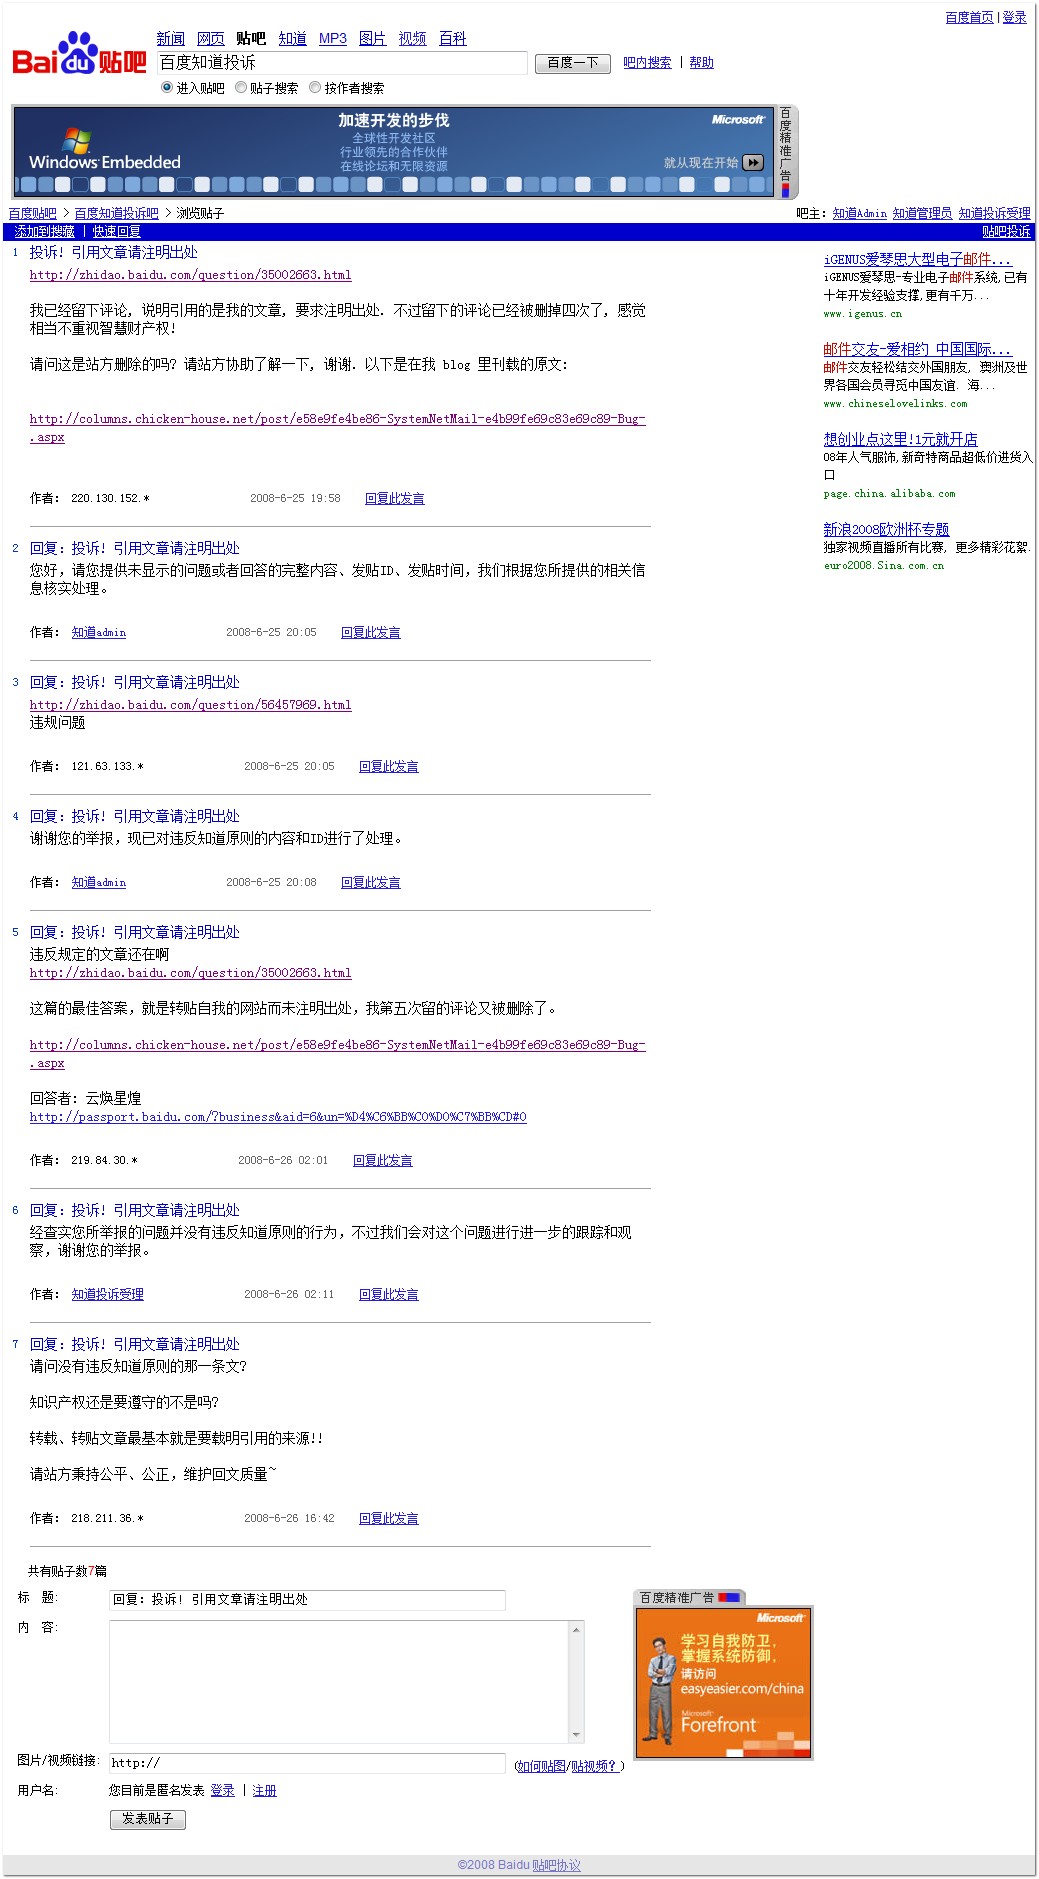 百度首页 | 登录
Bai du 贴吧
新闻 网页 贴吧 知道 MP3 图片 视频 百科
百度知道投诉 百度一下 吧内搜索 | 帮助
进入贴吧 贴子搜索 按作者搜索
加速开发的步伐
全球性开发社区
行业领先的合作伙伴
在线论坛和无限资源
Windows Embedded
Microsoft
就从现在开始
百度精准广告
百度贴吧 > 百度知道投诉吧 > 浏览贴子 吧主: 知道Admin 知道管理员 知道投诉受理
添加到搜藏 | 快速回复 贴吧投诉
1 投诉! 引用文章请注明出处
http://zhidao.baidu.com/question/35002663.html
我已经留下评论, 说明引用的是我的文章, 要求注明出处. 不过留下的评论已经被删掉四次了, 感觉
相当不重视智慧财产权!
请问这是站方删除的吗? 请站方协助了解一下, 谢谢. 以下是在我 blog 里刊载的原文:
http://columns.chicken-house.net/post/e58e9fe4be86-SystemNetMail-e4b99fe69c83e69c89-Bug-
.aspx
作者: 220.130.152.* 2008-6-25 19:58 回复此发言
2 回复: 投诉! 引用文章请注明出处
您好，请您提供未显示的问题或者回答的完整内容、发贴ID、发贴时间，我们根据您所提供的相关信
息核实处理。
作者: 知道admin 2008-6-25 20:05 回复此发言
3 回复: 投诉! 引用文章请注明出处
http://zhidao.baidu.com/question/56457969.html
违规问题
作者: 121.63.133.* 2008-6-25 20:05 回复此发言
4 回复: 投诉! 引用文章请注明出处
谢谢您的举报，现已对违反知道原则的内容和ID进行了处理。
作者: 知道admin 2008-6-25 20:08 回复此发言
5 回复: 投诉! 引用文章请注明出处
违反规定的文章还在啊
http://zhidao.baidu.com/question/35002663.html
这篇的最佳答案，就是转贴自我的网站而未注明出处，我第五次留的评论又被删除了。
http://columns.chicken-house.net/post/e58e9fe4be86-SystemNetMail-e4b99fe69c83e69c89-Bug-
.aspx
回答者: 云焕星煌
http://passport.baidu.com/?business&aid=6&un=%D4%C6%BB%C0%D0%C7%BB%CD#0
作者: 219.84.30.* 2008-6-26 02:01 回复此发言
6 回复: 投诉! 引用文章请注明出处
经查实您所举报的问题并没有违反知道原则的行为，不过我们会对这个问题进行进一步的跟踪和观
察，谢谢您的举报。
作者: 知道投诉受理 2008-6-26 02:11 回复此发言
7 回复: 投诉! 引用文章请注明出处
请问没有违反知道原则的那一条文?
知识产权还是要遵守的不是吗?
转载、转贴文章最基本就是要载明引用的来源!!
请站方秉持公平、公正，维护回文质量~
作者: 218.211.36.* 2008-6-26 16:42 回复此发言
iGENUS爱琴思大型电子邮件...
iGENUS爱琴思-专业电子邮件系统,已有
十年开发经验支撑,更有千万...
www.igenus.cn
邮件交友-爱相约 中国国际...
邮件交友轻松结交外国朋友, 澳洲及世
界各国会员寻觅中国友谊. 海...
www.chineselovelinks.com
想创业点这里!1元就开店
08年人气服饰,新奇特商品超低价进货入
口
page.china.alibaba.com
新浪2008欧洲杯专题
独家视频直播所有比赛, 更多精彩花絮.
euro2008.Sina.com.cn
共有贴子数7篇
标 题: 回复: 投诉! 引用文章请注明出处
内 容:
图片/视频链接: http:// (如何贴图/贴视频? )
用户名: 您目前是匿名发表 登录 | 注册
发表贴子
百度精准广告
Microsoft
学习自我防卫,
掌握系统防御,
请访问
easyeasier.com/china
Microsoft
Forefront
©2008 Baidu 贴吧协议